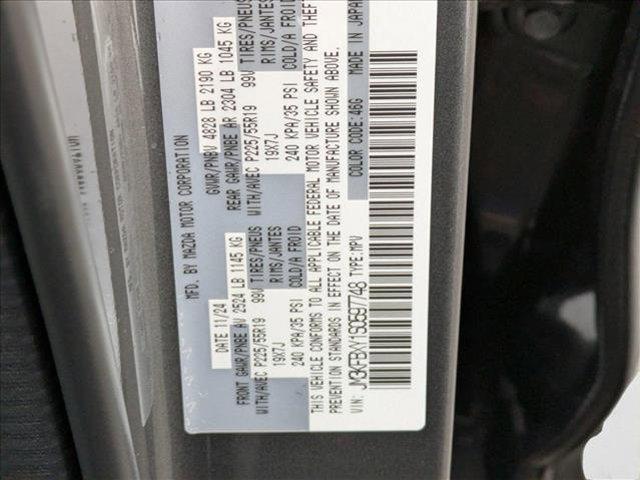 MFD. BY MAZDA MOTOR CORPORATION
DATE 11/24 GVWR/PNBV 4828 LB 2190 KG
FRONT GAWR/PNBE AV 2524 LB 1145 KG REAR GAWR/PNBE AR 2304 LB 1045 KG
WITH/AVEC P225/55R19 99V TIRES/PNEUS WITH/AVEC P225/55R19 99V TIRES/PNEUS
19X7J RIMS/JANTES 19X7J RIMS/JANTES
240 KPA/35 PSI COLD/A FROID 240 KPA/35 PSI COLD/A FROID
THIS VEHICLE CONFORMS TO ALL APPLICABLE FEDERAL MOTOR VEHICLE SAFETY AND THEFT
STANDARDS IN EFFECT ON THE DATE OF MANUFACTURE SHOWN ABOVE.
VIN: JM3KFBXY1S0597748 TYPE:MPV COLOR CODE:46G MADE IN JAPAN